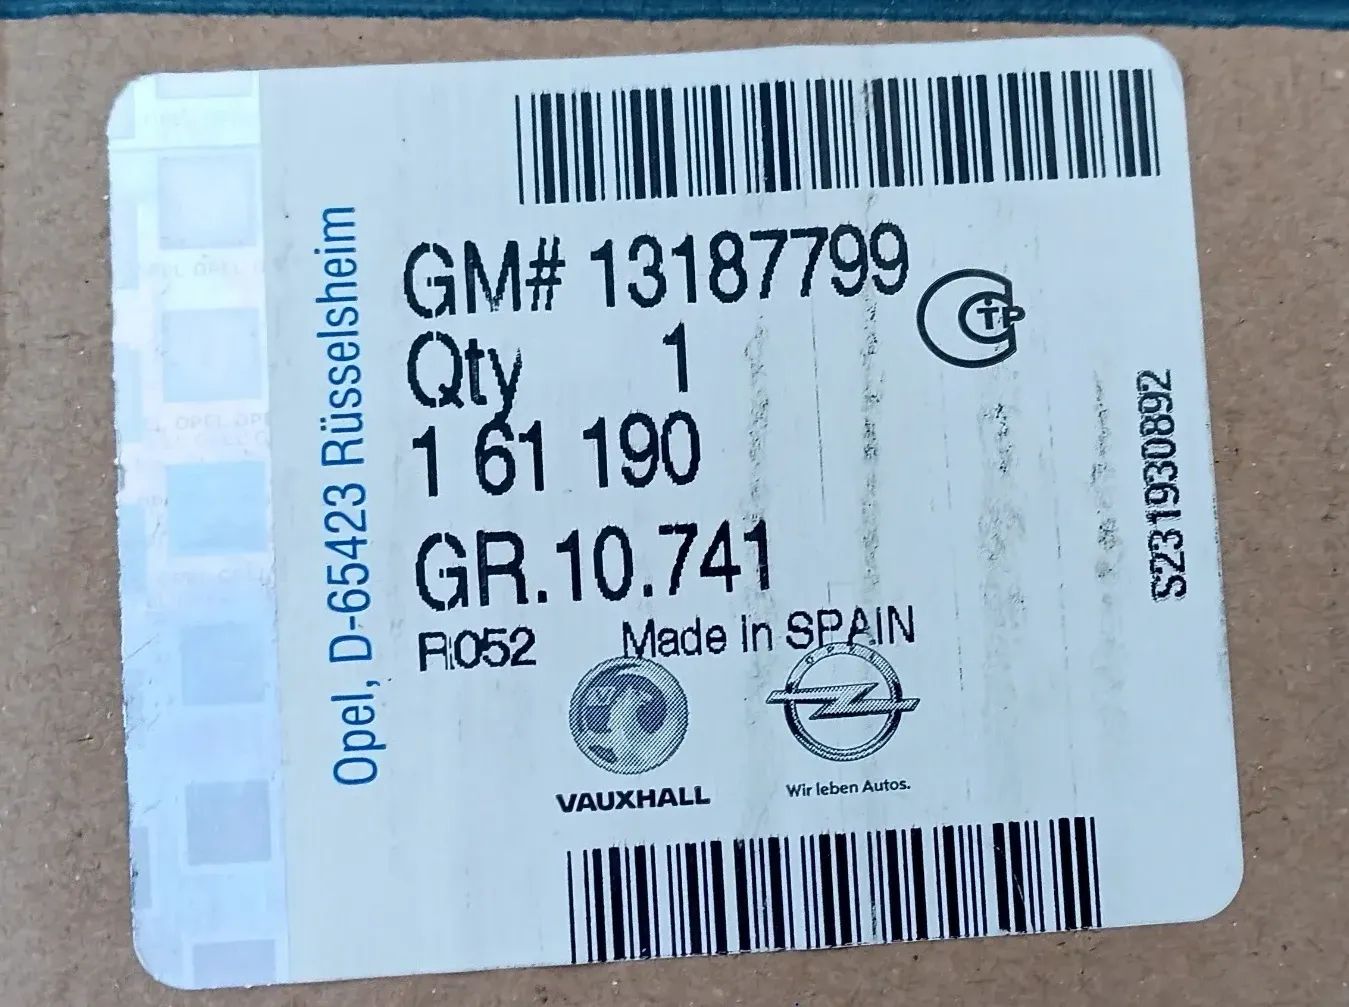 Opel, D-65423 Rüsselsheim
GM# 13187799
Qty 1
1 61 190
GR.10.741
R052 Made in SPAIN
S231930892
OPEL
VAUXHALL
Wir leben Autos.